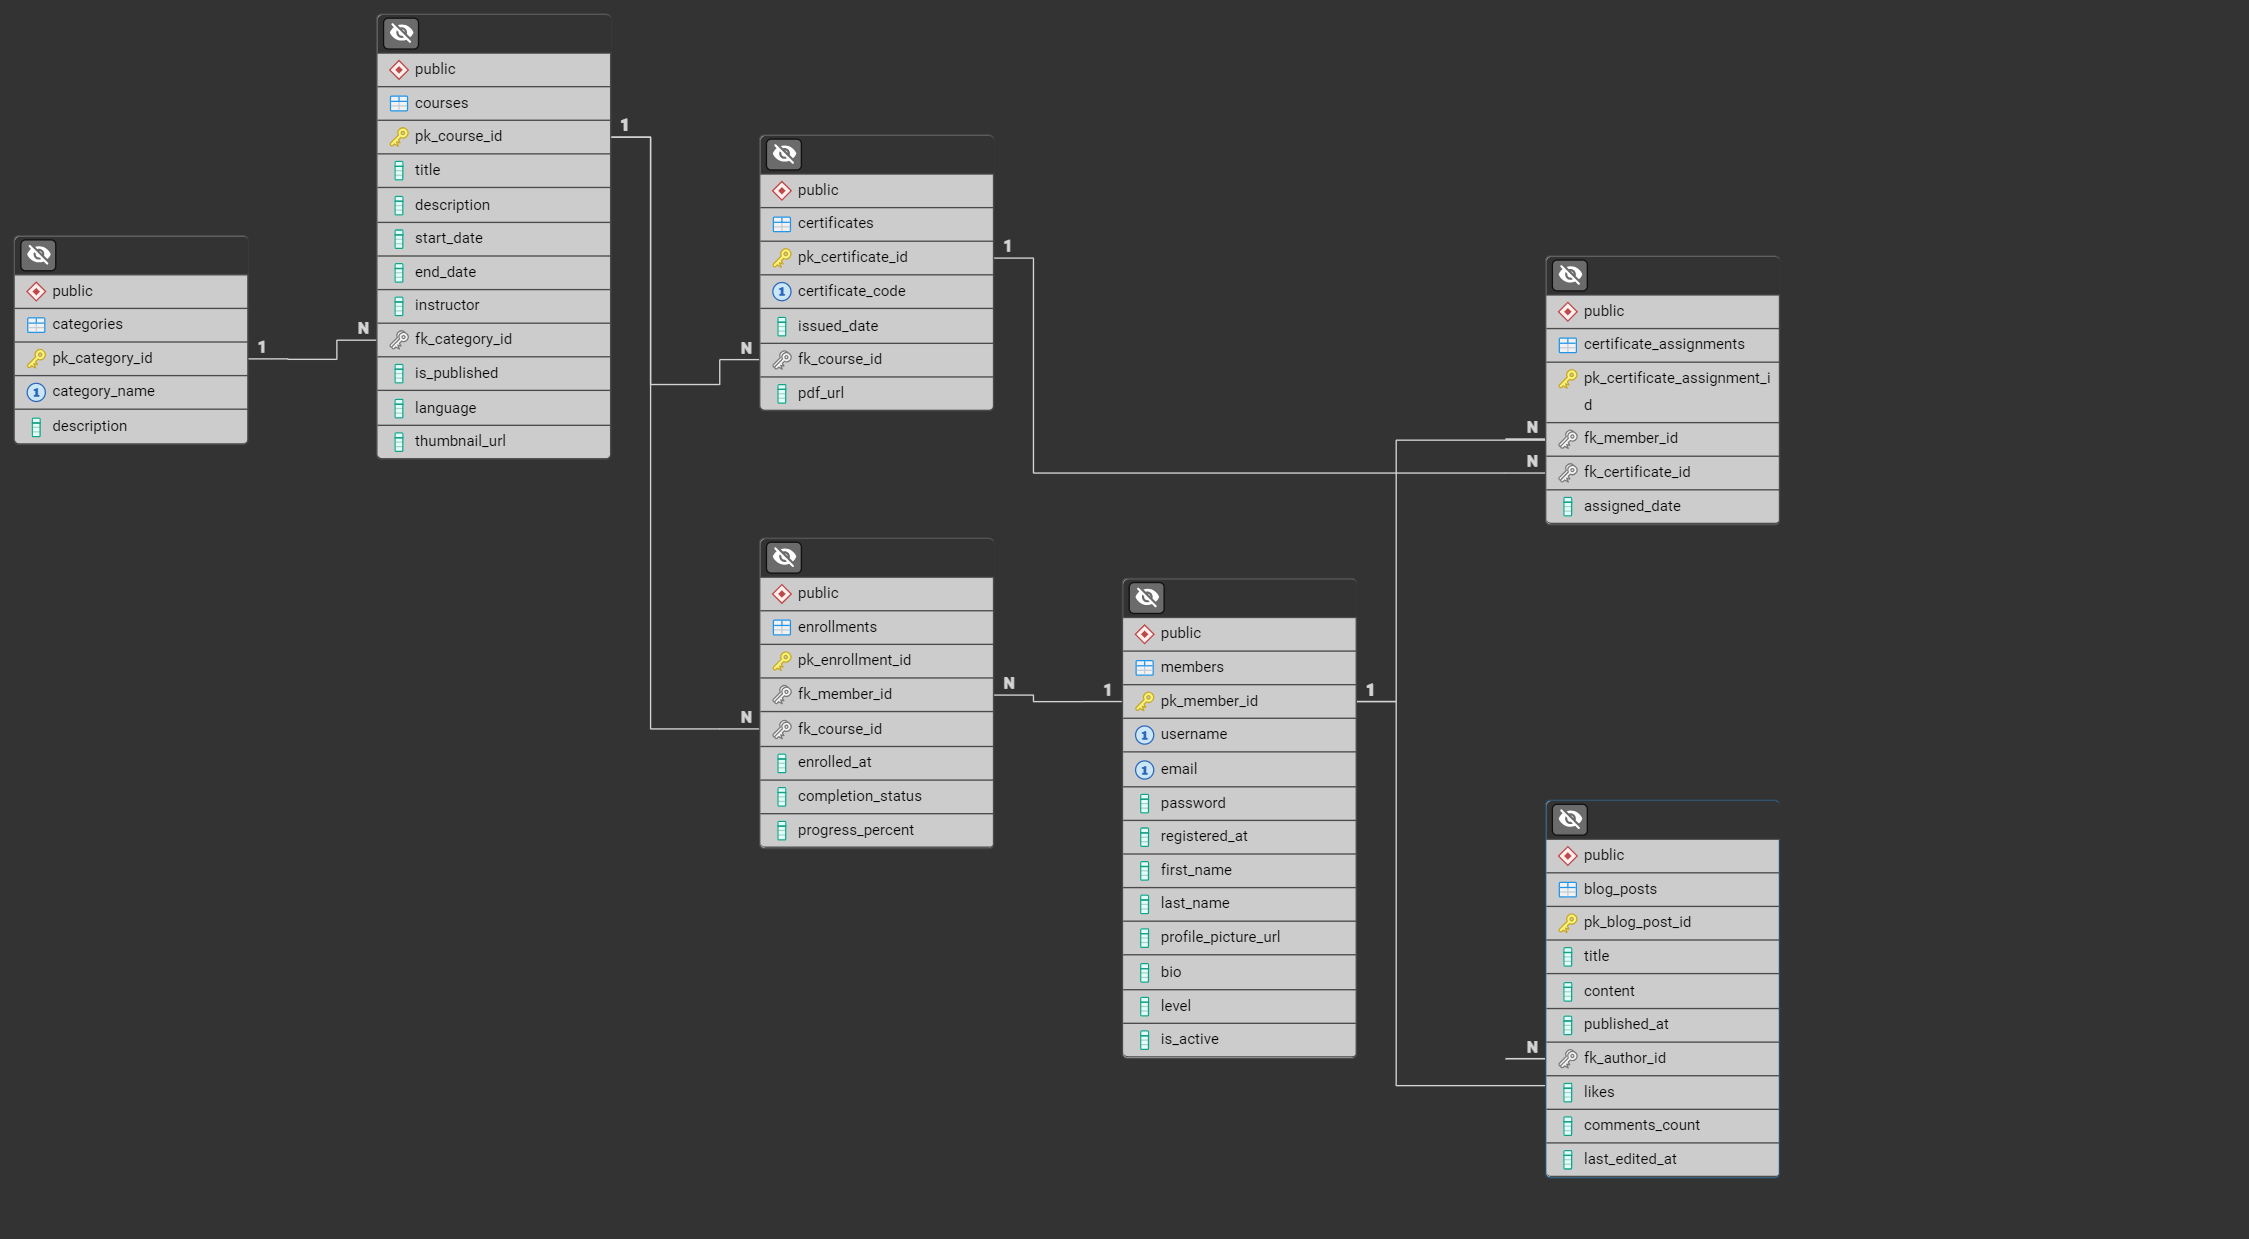 public
categories
pk_category_id
category_name
description
1
N
public
courses
pk_course_id
title
description
start_date
end_date
instructor
fk_category_id
is_published
language
thumbnail_url
1
N
N
public
certificates
pk_certificate_id
certificate_code
issued_date
fk_course_id
pdf_url
1
public
enrollments
pk_enrollment_id
fk_member_id
fk_course_id
enrolled_at
completion_status
progress_percent
N
1
public
members
pk_member_id
username
email
password
registered_at
first_name
last_name
profile_picture_url
bio
level
is_active
1
N
N
public
certificate_assignments
pk_certificate_assignment_i
d
fk_member_id
fk_certificate_id
assigned_date
N
public
blog_posts
pk_blog_post_id
title
content
published_at
fk_author_id
likes
comments_count
last_edited_at